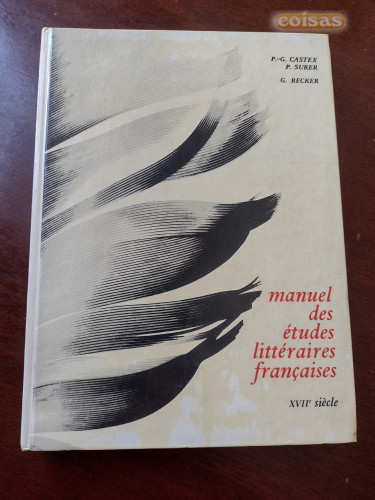 coisas
P.-G. CASTEX
P. SURER
G. BECKER
manuel
des
études
littéraires
françaises
XVIIe siècle